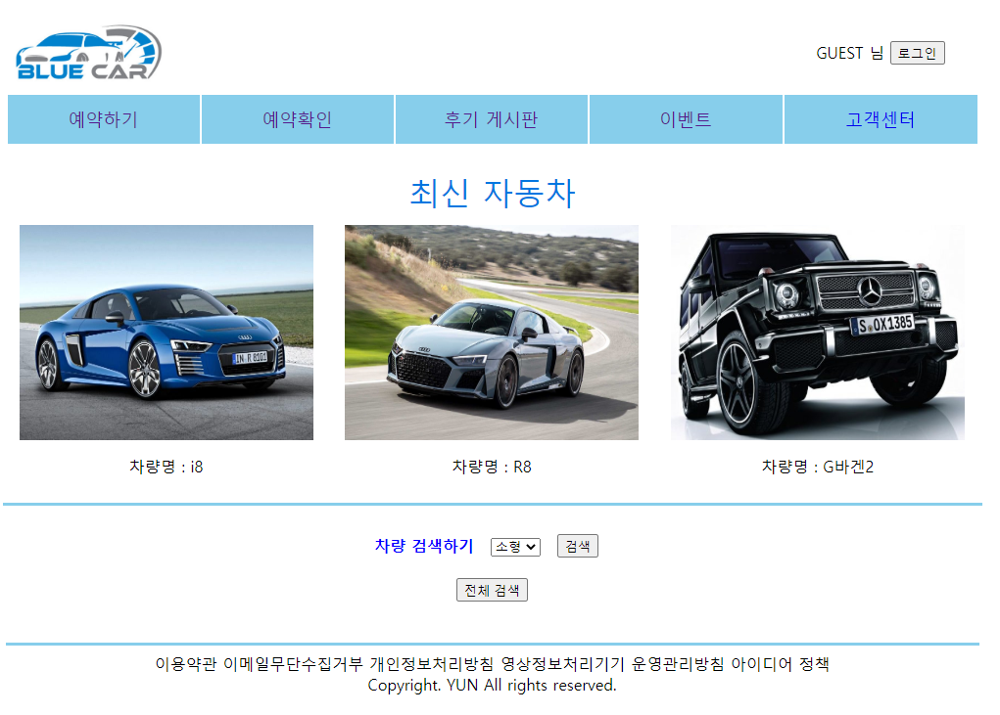 BLUE CAR
GUEST 님 로그인
예약하기 예약확인 후기 게시판 이벤트 고객센터
최신 자동차
IN R 8101
S OX1385
차량명 : i8 차량명 : R8 차량명 : G바겐2
차량 검색하기 소형 검색
전체 검색
이용약관 이메일무단수집거부 개인정보처리방침 영상정보처리기기 운영관리방침 아이디어 정책
Copyright. YUN All rights reserved.